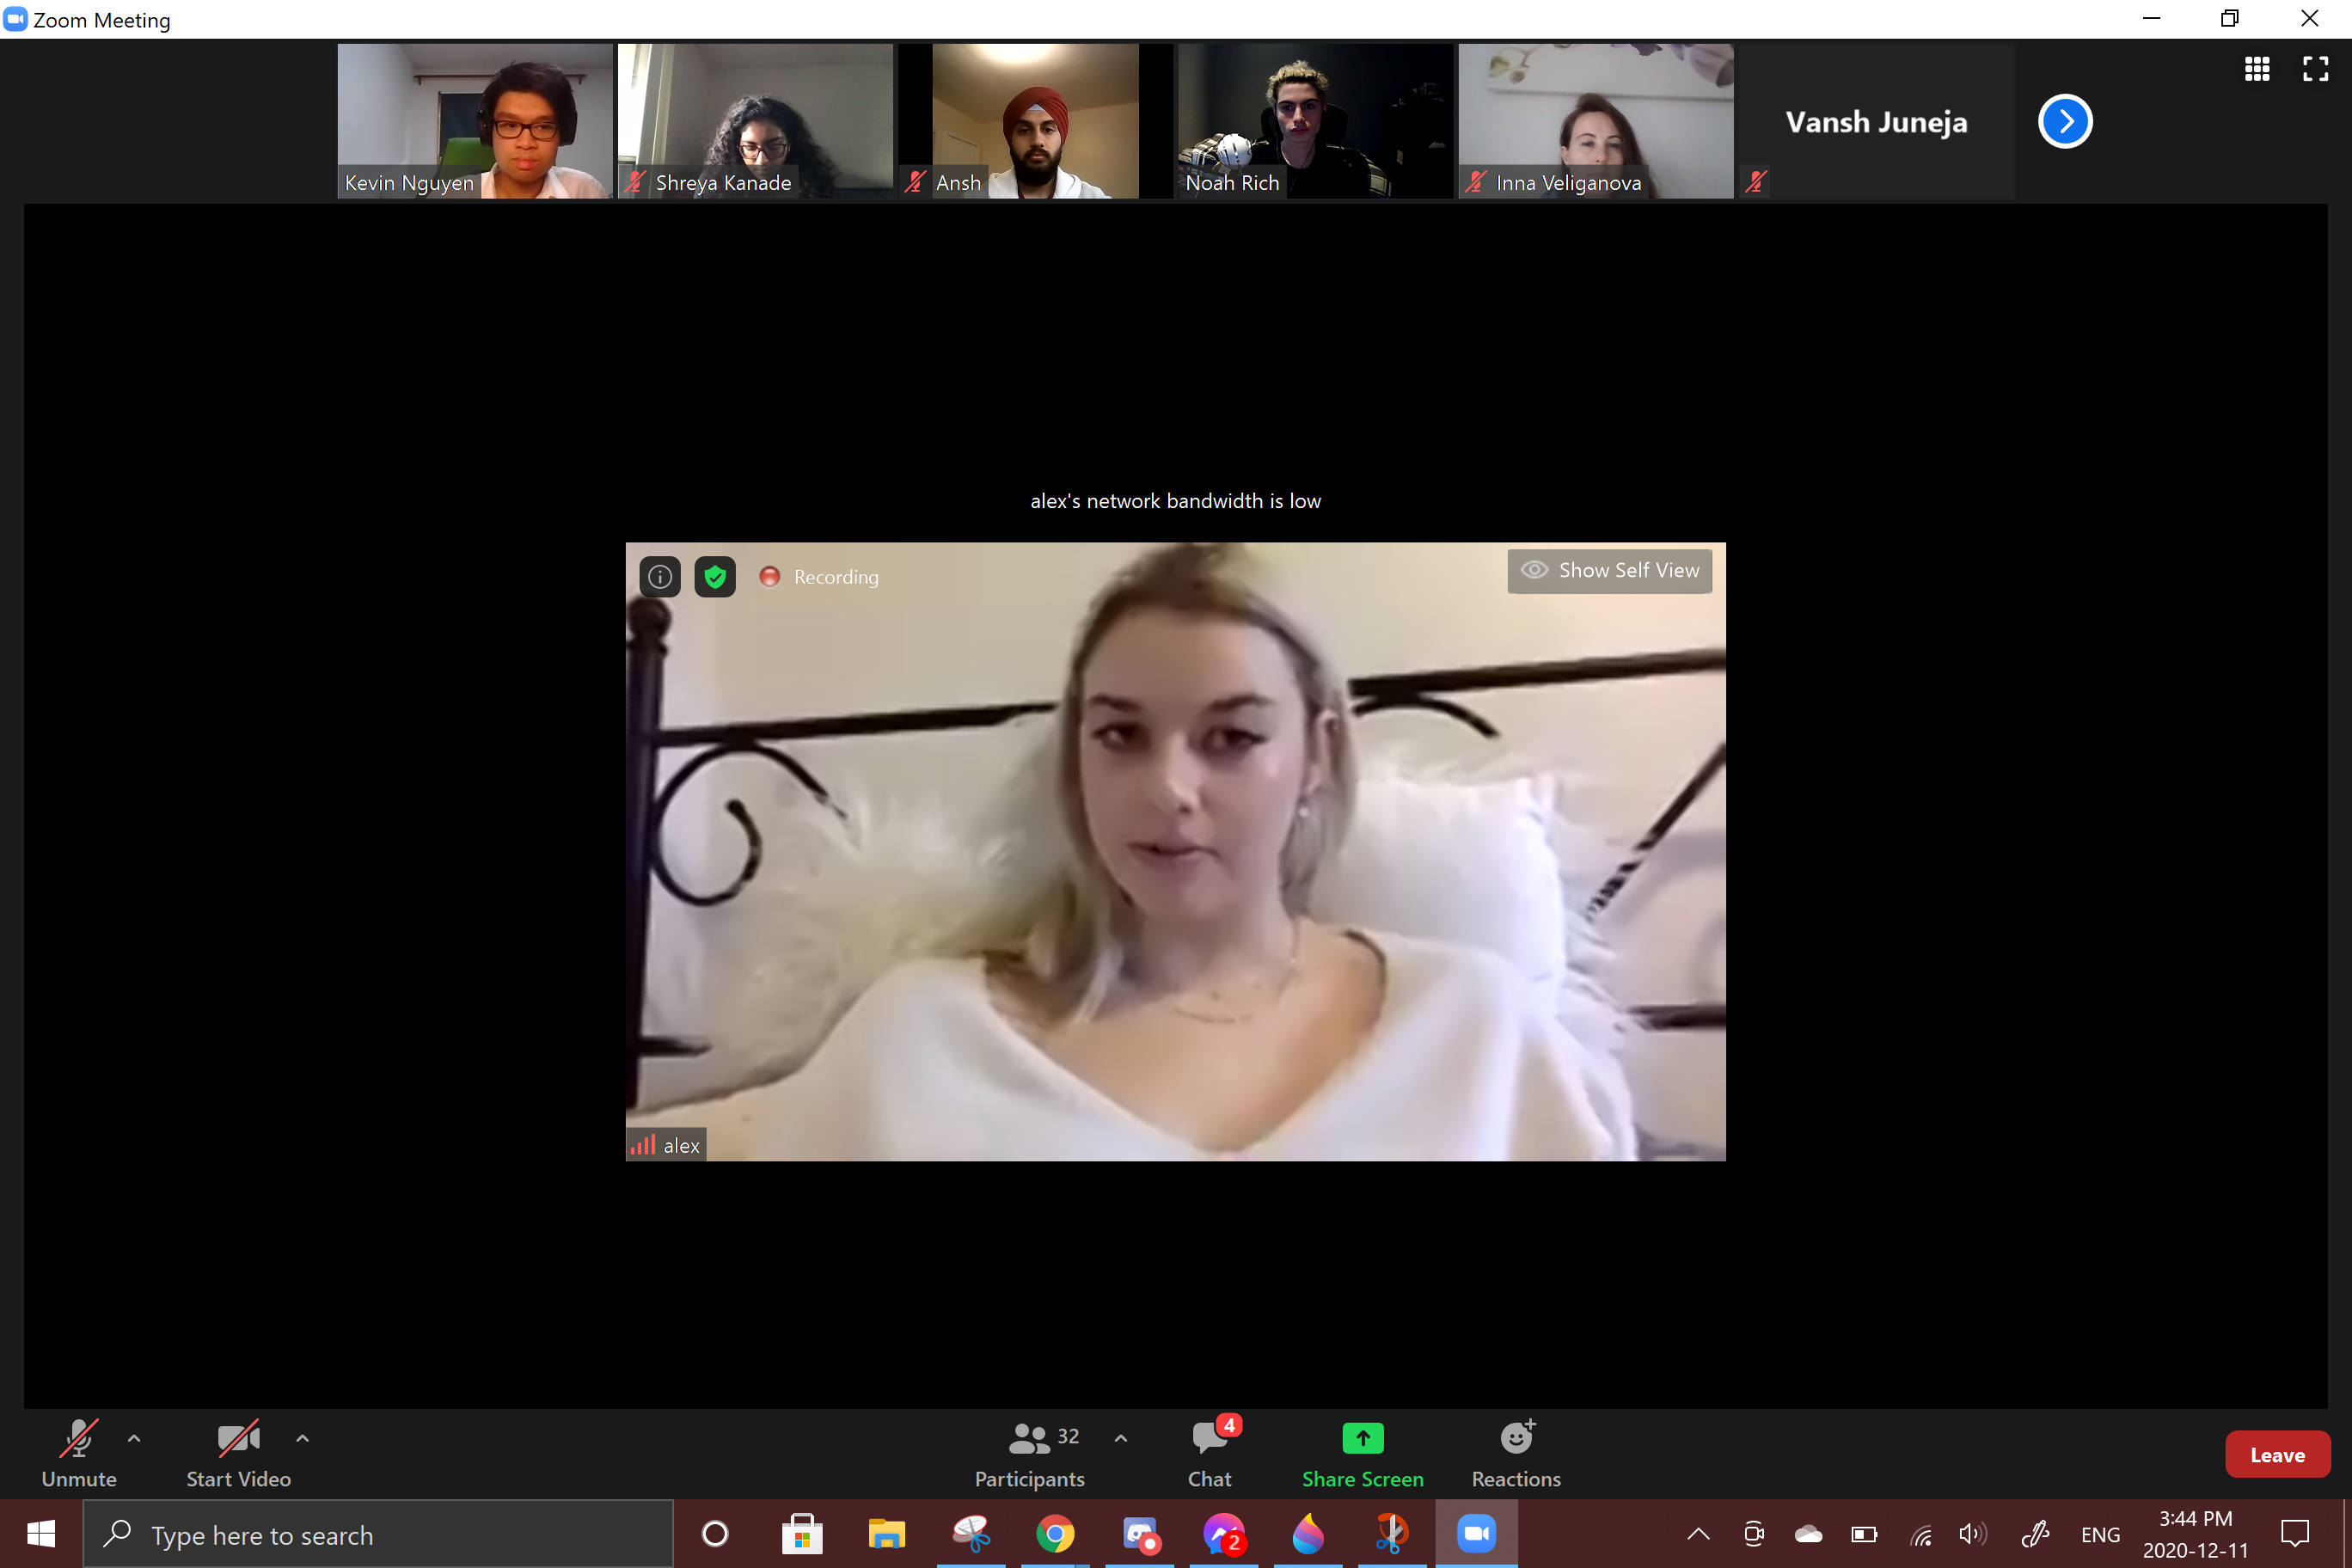 Zoom Meeting
Kevin Nguyen
Shreya Kanade
Ansh
Noah Rich
Inna Veliganova
Vansh Juneja
alex's network bandwidth is low
Recording
Show Self View
alex
Unmute
Start Video
32
Participants
4
Chat
Share Screen
Reactions
Leave
Type here to search
2
ENG
3:44 PM
2020-12-11